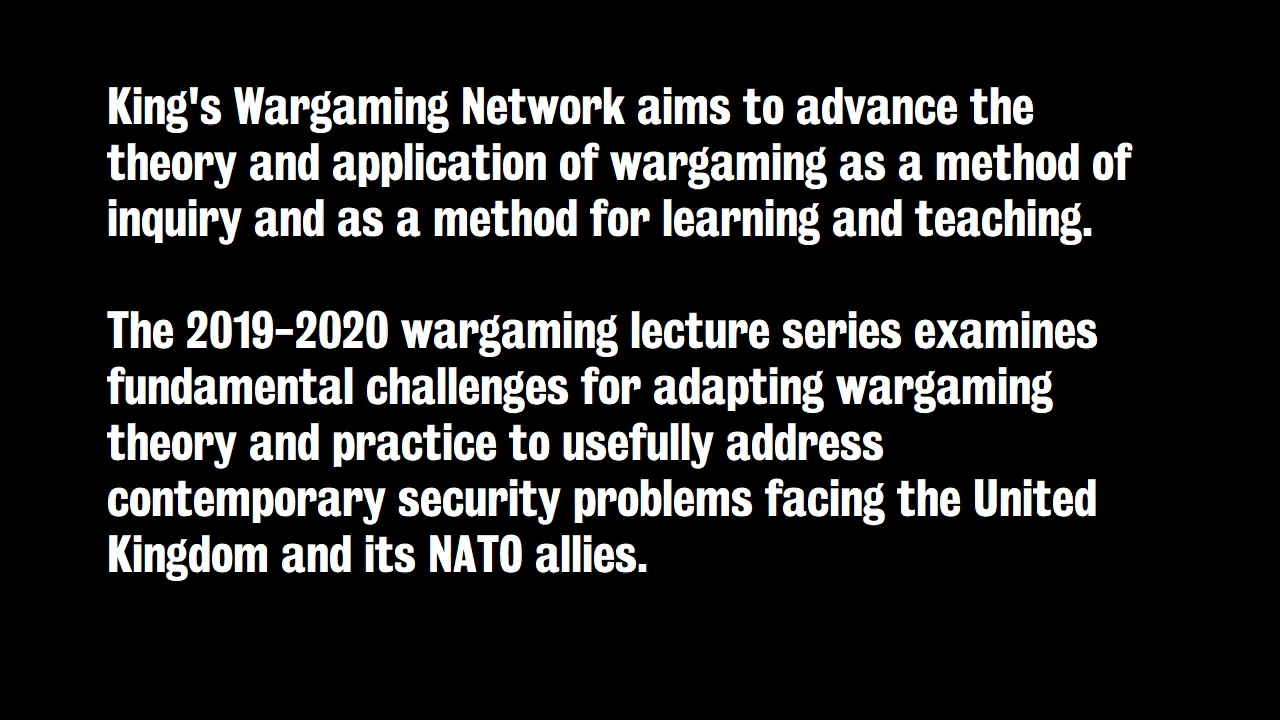 King's Wargaming Network aims to advance the
theory and application of wargaming as a method of
inquiry and as a method for learning and teaching.
The 2019-2020 wargaming lecture series examines
fundamental challenges for adapting wargaming
theory and practice to usefully address
contemporary security problems facing the United
Kingdom and its NATO allies.